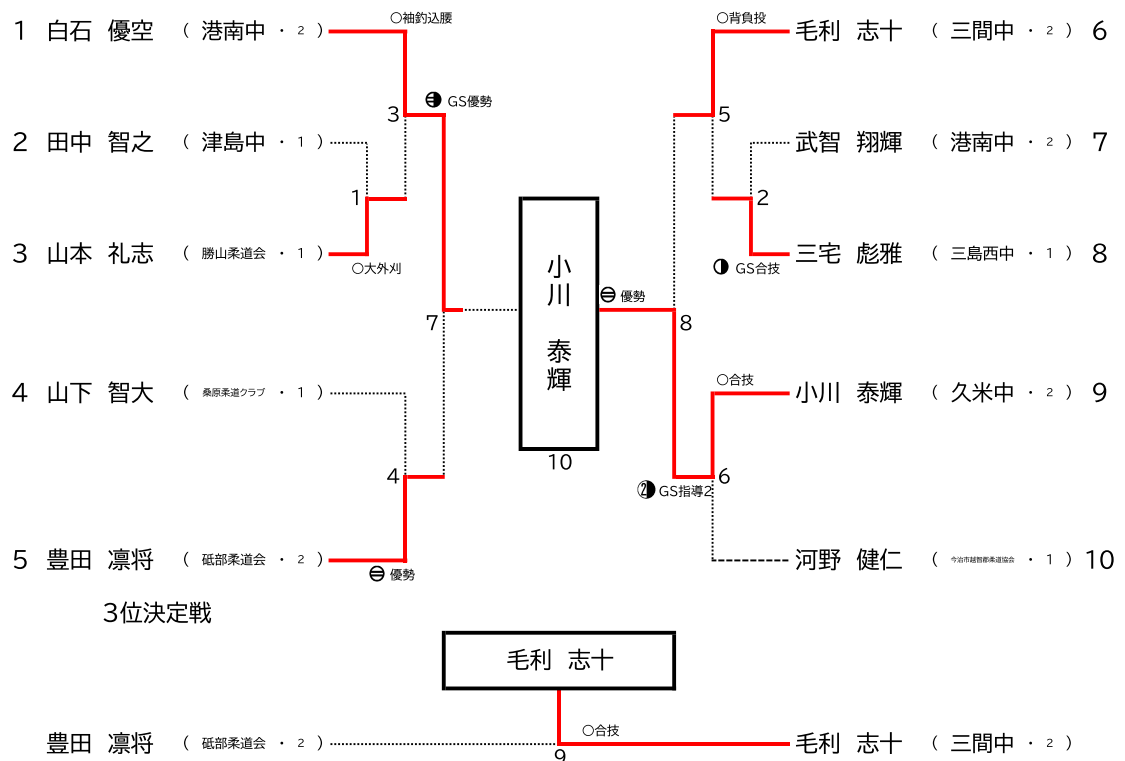 ○袖釣込腰 ○背負投
1 白石 優空 ( 港南中 ・ 2 ) 毛利 志十 ( 三間中 ・ 2 ) 6
GS優勢
3 5
2 田中 智之 ( 津島中 ・ 1 ) 武智 翔輝 ( 港南中 ・ 2 ) 7
1 2
3 山本 礼志 ( 勝山柔道会 ・ 1 ) 三宅 彪雅 ( 三島西中 ・ 1 ) 8
○大外刈 GS合技
小川 泰輝
優勢
7 8
○合技
4 山下 智大 ( 桑原柔道クラブ ・ 1 ) 小川 泰輝 ( 久米中 ・ 2 ) 9
10
4 6
2 GS指導2
5 豊田 凛将 ( 砥部柔道会 ・ 2 ) 河野 健仁 ( 今治市越智郡柔道協会 ・ 1 ) 10
優勢
3位決定戦
毛利 志十
○合技
豊田 凛将 ( 砥部柔道会 ・ 2 ) 毛利 志十 ( 三間中 ・ 2 )
9